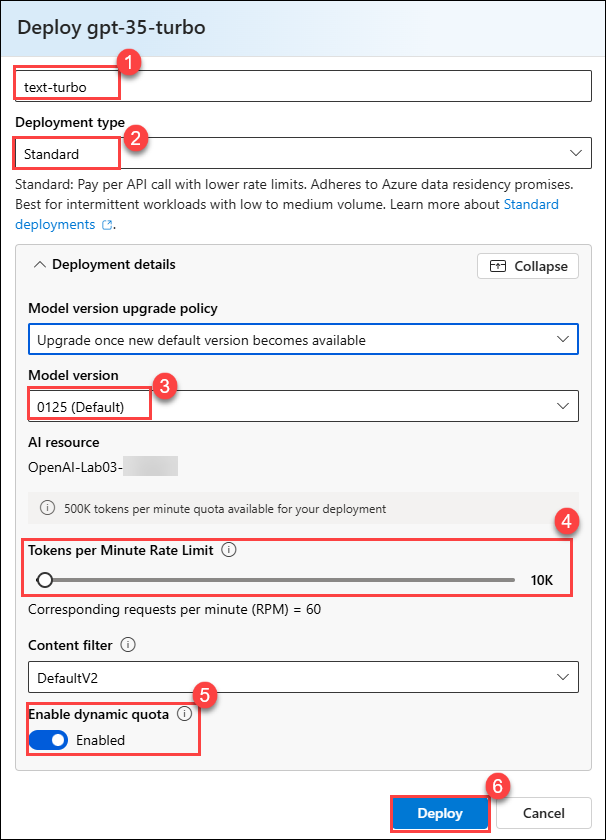 Deploy gpt-35-turbo
1
text-turbo
Deployment type
2
Standard
Standard: Pay per API call with lower rate limits. Adheres to Azure data residency promises.
Best for intermittent workloads with low to medium volume. Learn more about Standard
deployments.
Deployment details
Collapse
Model version upgrade policy
Upgrade once new default version becomes available
Model version
3
0125 (Default)
AI resource
OpenAI-Lab03-
500K tokens per minute quota available for your deployment
4
Tokens per Minute Rate Limit
10K
Corresponding requests per minute (RPM) = 60
Content filter
DefaultV2
5
Enable dynamic quota
Enabled
6
Deploy
Cancel